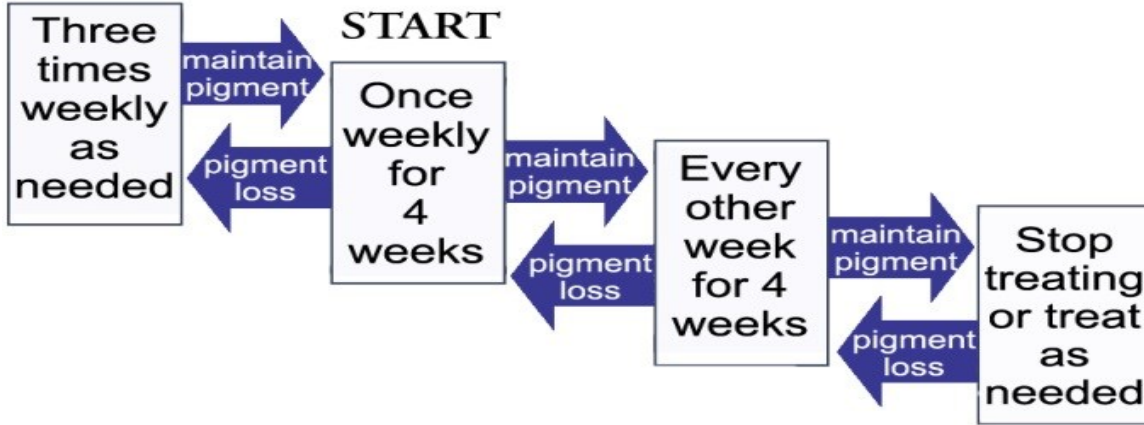 START
Three
times
weekly
as
needed
maintain
pigment
pigment
loss
Once
weekly
for
4
weeks
maintain
pigment
pigment
loss
Every
other
week
for 4
weeks
maintain
pigment
pigment
loss
Stop
treating
or treat
as
needed